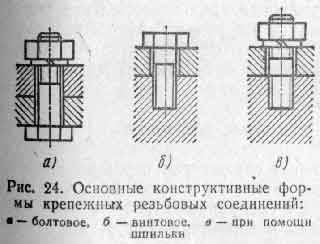 а)
б)
в)
Рис. 24. Основные конструктивные фор-
мы крепежных резьбовых соединений:
а — болтовое, б — винтовое, в — при помощи
шпильки